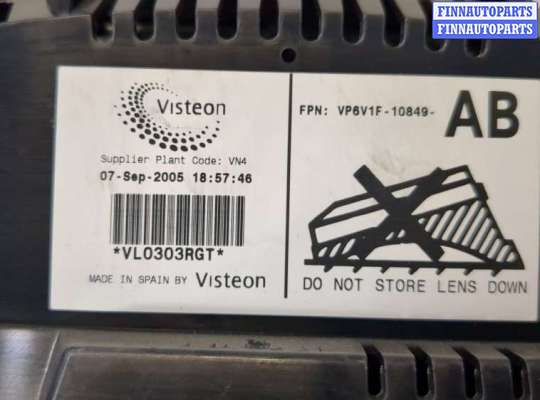 FINNAUTOPARTS
FINNAUTOPARTS
Visteon
Supplier Plant Code: VN4
07-Sep-2005 18:57:46
*VL0303RGT*
MADE IN SPAIN BY Visteon
FPN: VP6V1F-10849- AB
DO NOT STORE LENS DOWN